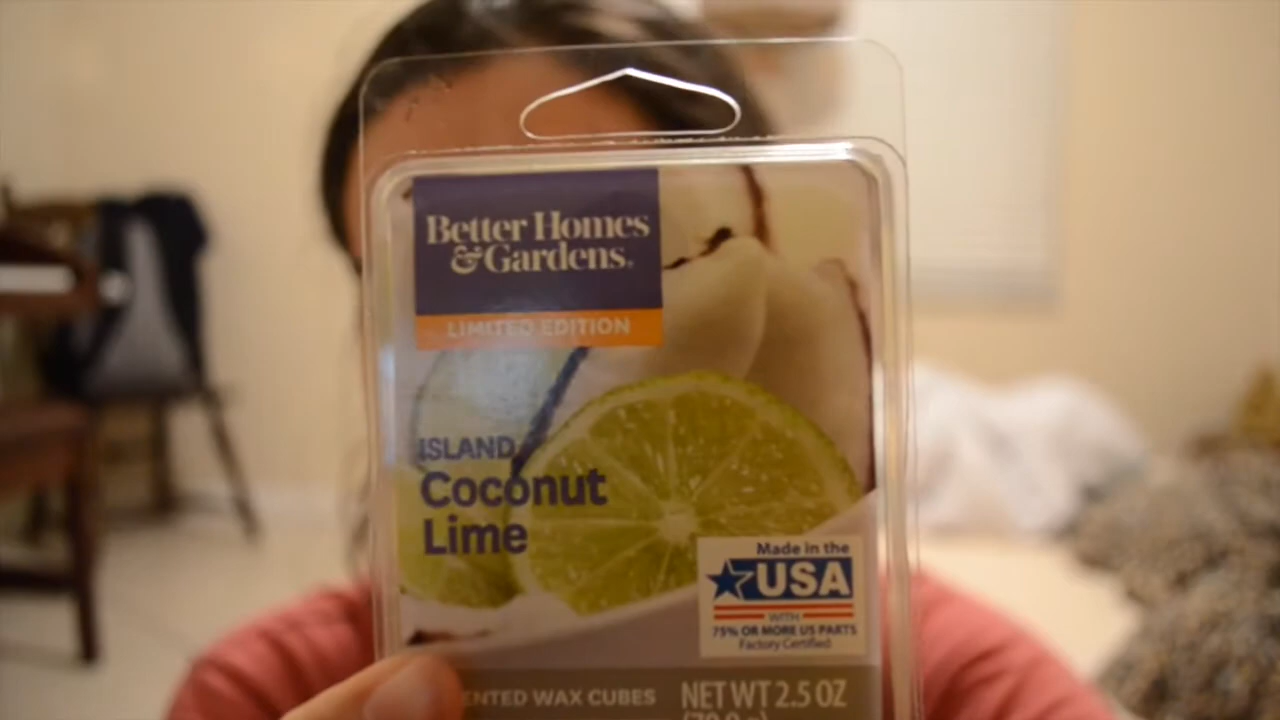 Better Homes
& Gardens.
LIMITED EDITION
ISLAND
Coconut
Lime
Made in the
USA
WITH
75% OR MORE US PARTS
Factory Certified
ENTED WAX CUBES
NET WT 2.5 OZ